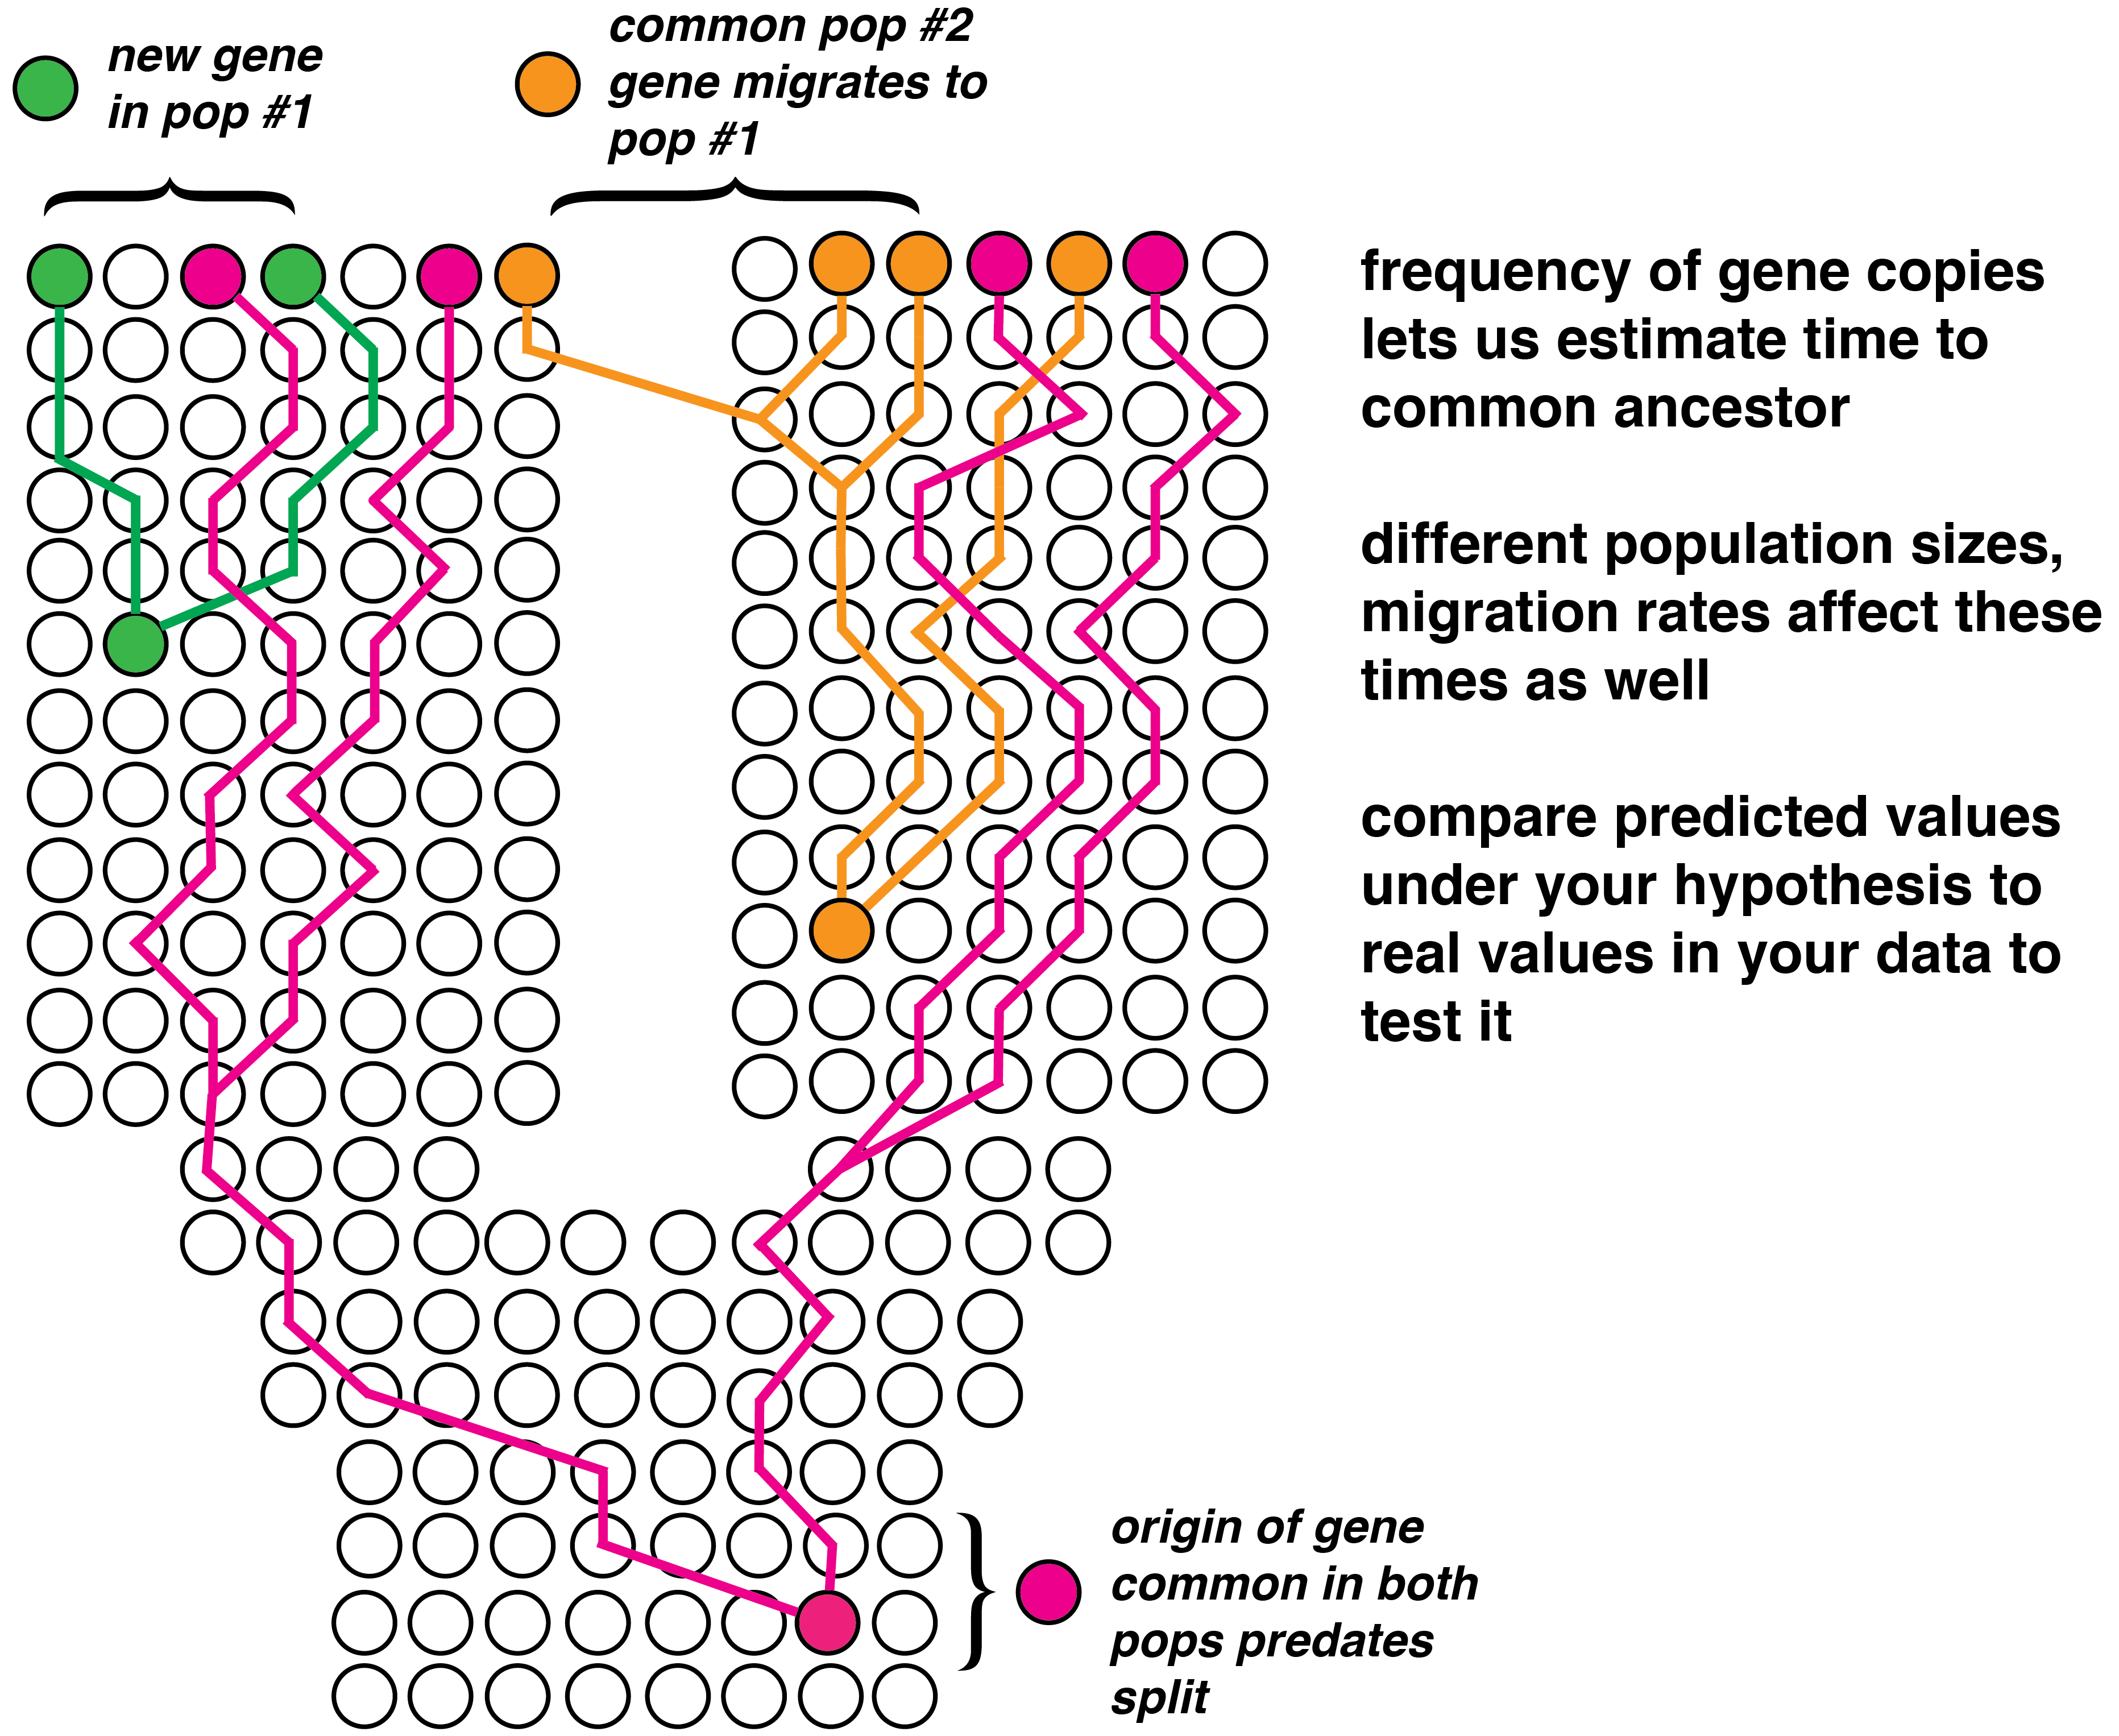 new gene
in pop #1
common pop #2
gene migrates to
pop #1
frequency of gene copies
lets us estimate time to
common ancestor
different population sizes,
migration rates affect these
times as well
compare predicted values
under your hypothesis to
real values in your data to
test it
origin of gene
common in both
pops predates
split